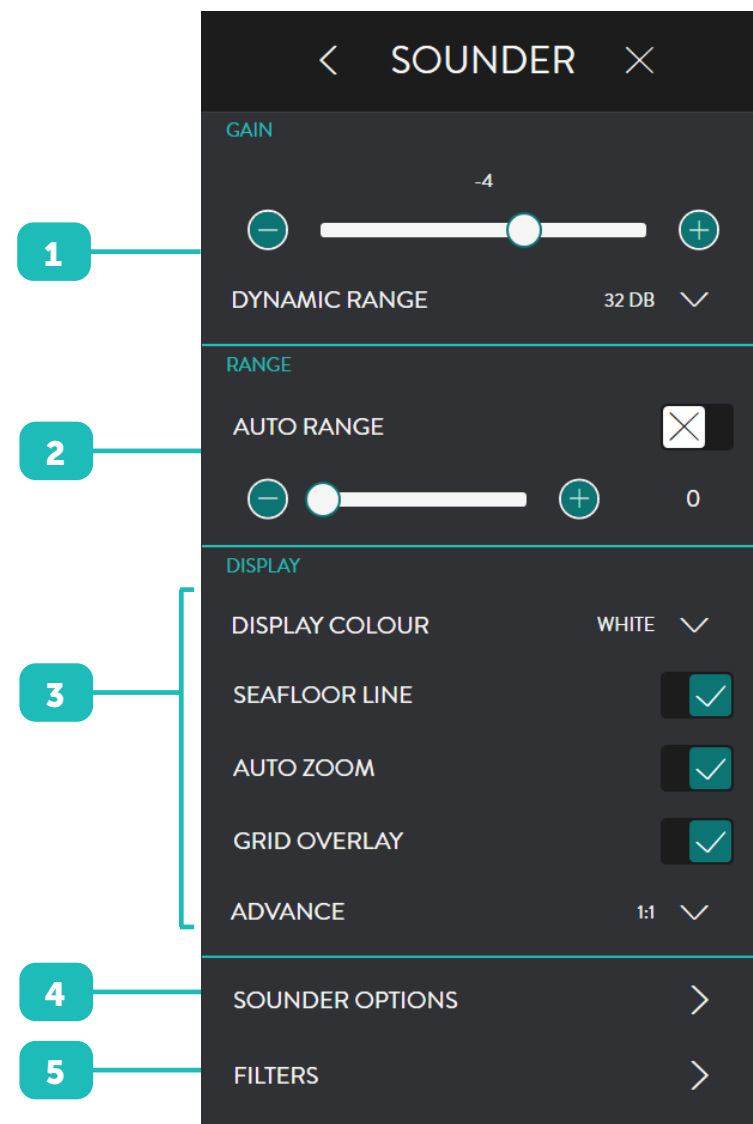 SOUNDER
GAIN
-4
1
DYNAMIC RANGE 32 DB
RANGE
AUTO RANGE
2
0
DISPLAY
DISPLAY COLOUR WHITE
3
SEAFLOOR LINE
AUTO ZOOM
GRID OVERLAY
ADVANCE 1:1
4 SOUNDER OPTIONS
5 FILTERS